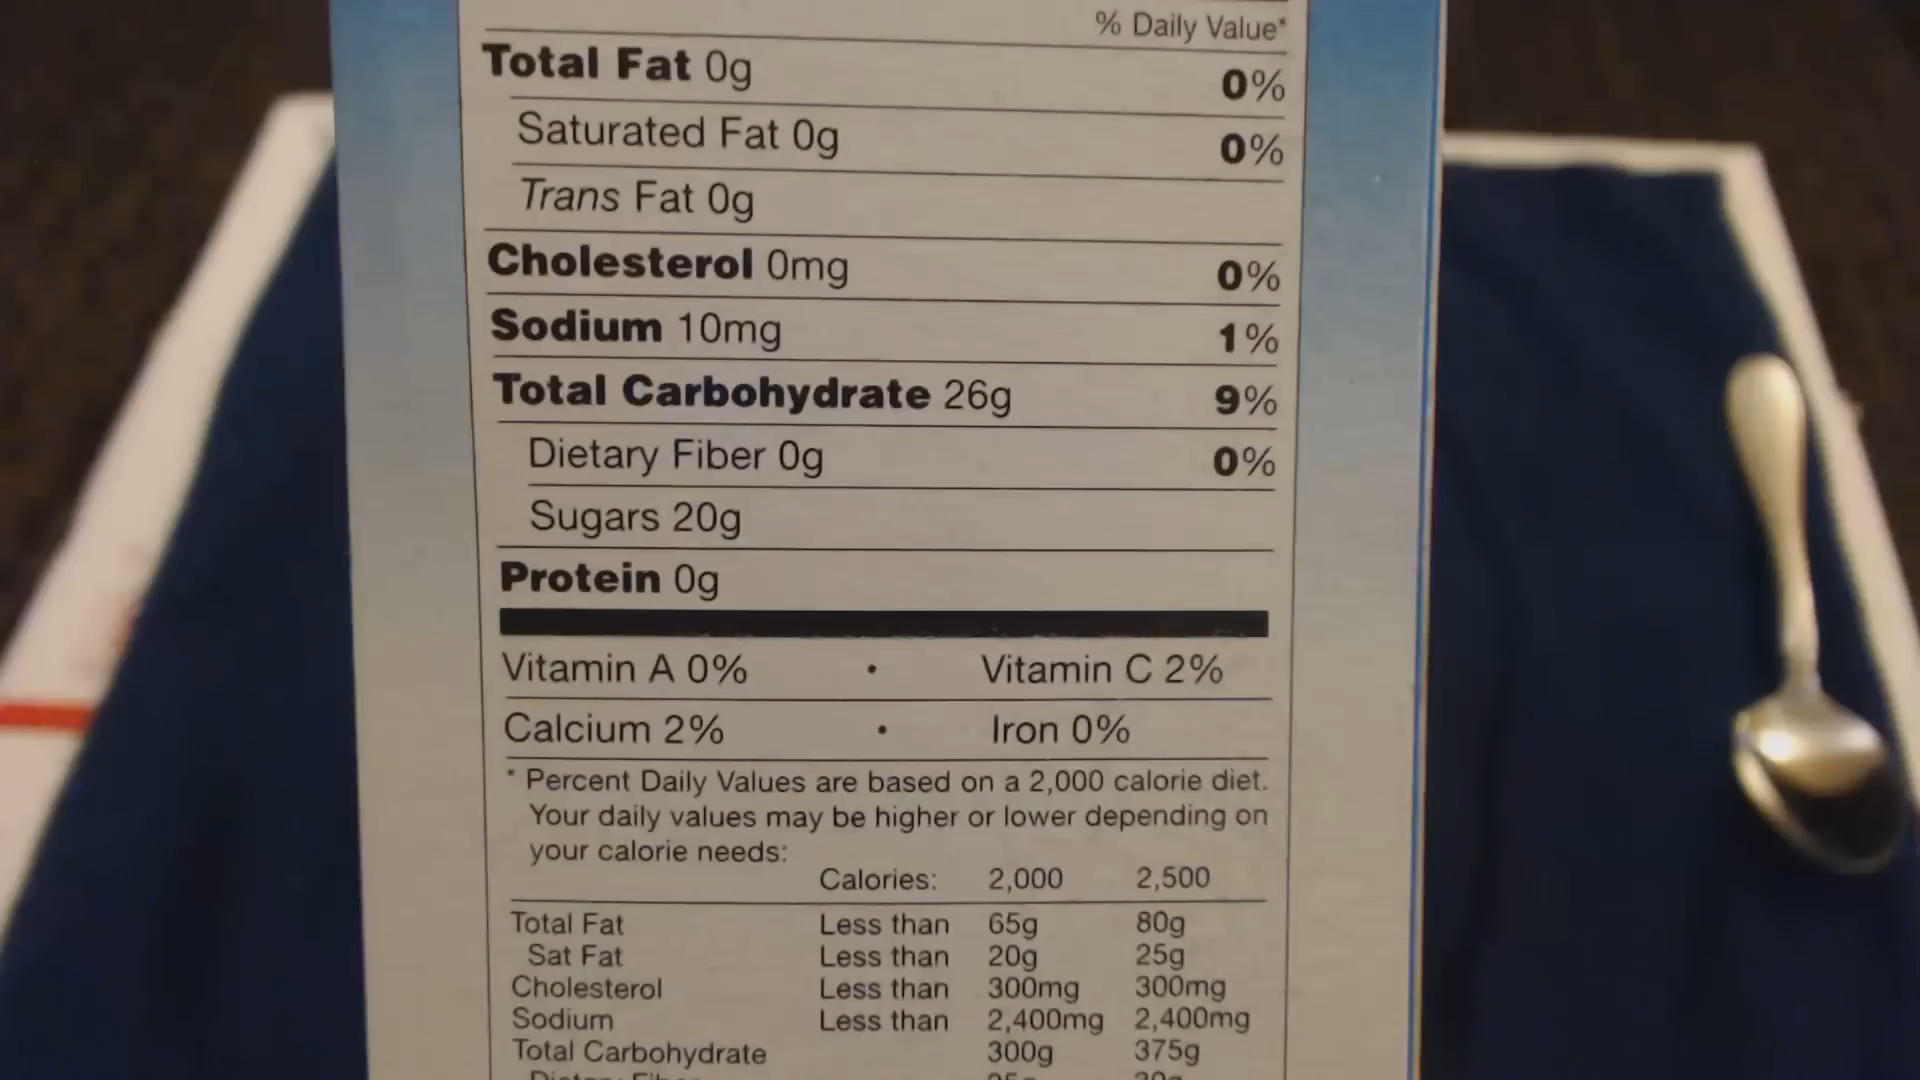 % Daily Value*
Total Fat 0g 0%
Saturated Fat 0g 0%
Trans Fat 0g
Cholesterol 0mg 0%
Sodium 10mg 1%
Total Carbohydrate 26g 9%
Dietary Fiber 0g 0%
Sugars 20g
Protein 0g
Vitamin A 0% • Vitamin C 2%
Calcium 2% • Iron 0%
* Percent Daily Values are based on a 2,000 calorie diet.
Your daily values may be higher or lower depending on
your calorie needs:
Calories: 2,000 2,500
Total Fat Less than 65g 80g
Sat Fat Less than 20g 25g
Cholesterol Less than 300mg 300mg
Sodium Less than 2,400mg 2,400mg
Total Carbohydrate 300g 375g